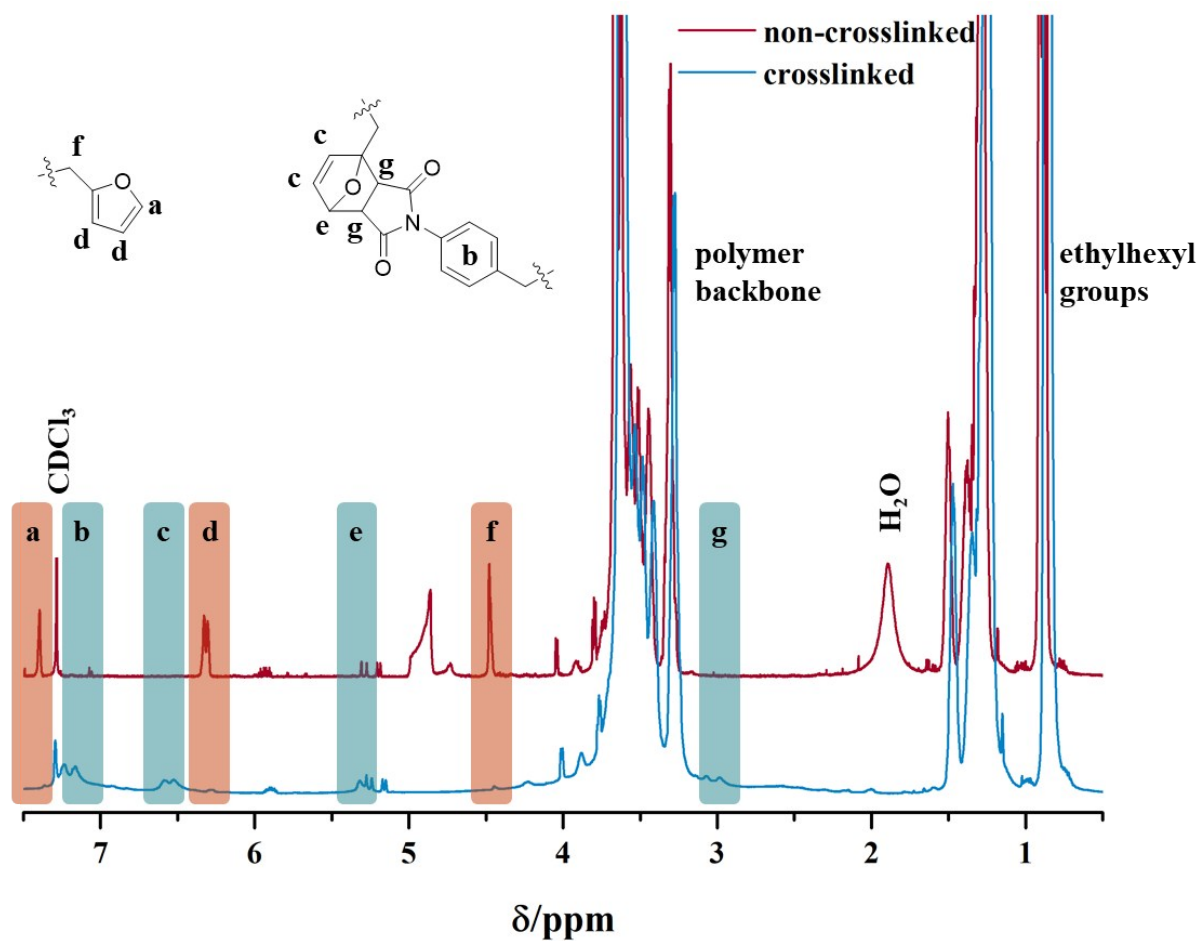 non-crosslinked
crosslinked
f
O
a
d
d
c
c
g
O
O
N
e
g
O
b
polymer
backbone
ethylhexyl
groups
CDCl₃
H₂O
a
b
c
d
e
f
g
7
6
5
4
3
2
1
δ/ppm